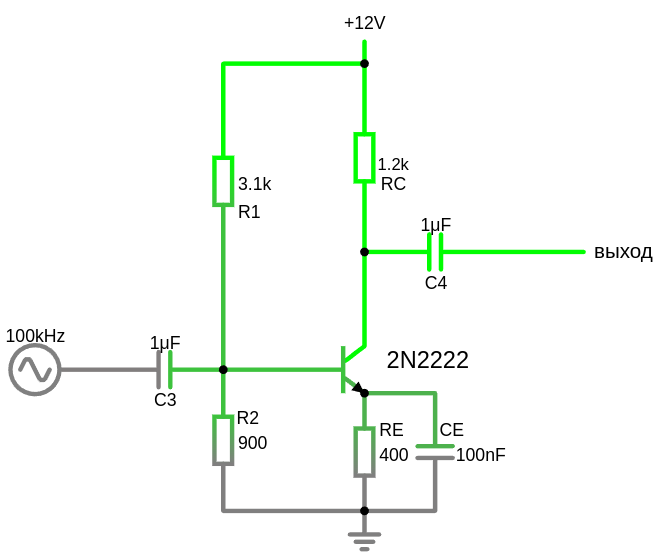 +12V
1.2k
RC
3.1k
R1
1μF
C4
выход
100kHz
1μF
C3
2N2222
R2
900
RE
400
CE
100nF